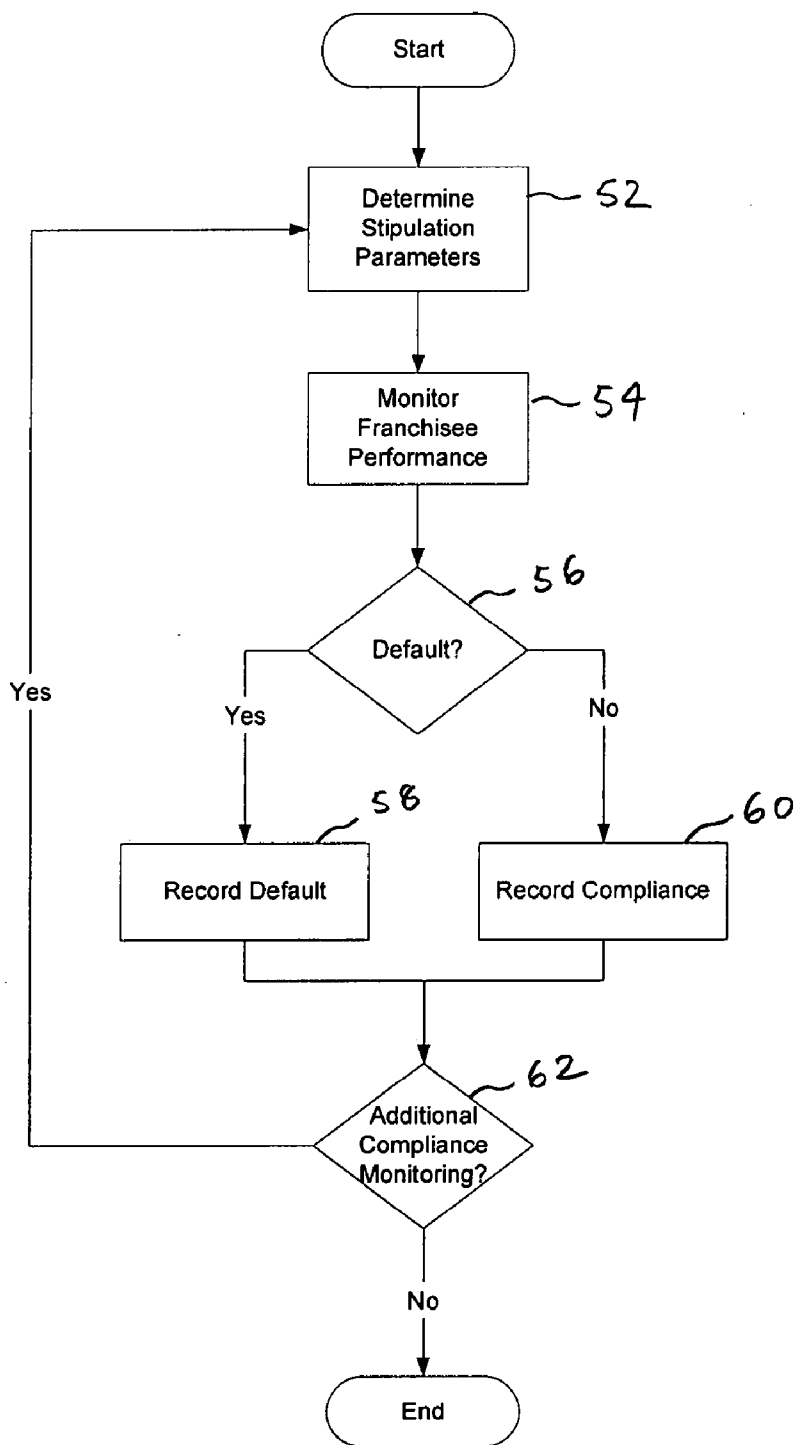 Start
Determine
Stipulation
Parameters
52
Monitor
Franchisee
Performance
54
56
Default?
Yes
Yes
No
58
60
Record Default
Record Compliance
62
Additional
Compliance
Monitoring?
No
End